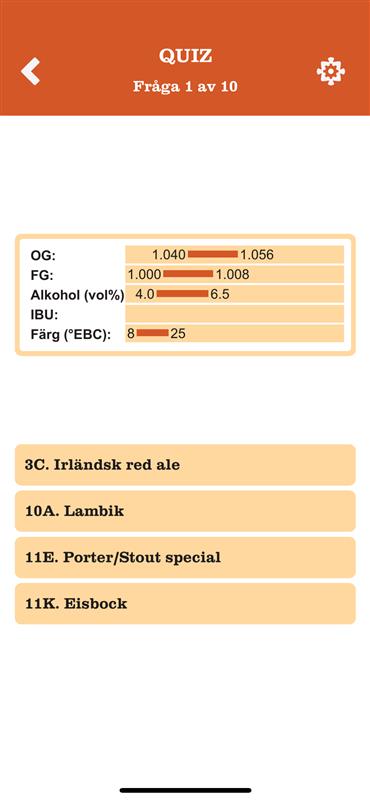 QUIZ
Fråga 1 av 10
OG: 1.040 1.056
FG: 1.000 1.008
Alkohol (vol%) 4.0 6.5
IBU:
Färg (°EBC): 8 25
3C. Irländsk red ale
10A. Lambik
11E. Porter/Stout special
11K. Eisbock